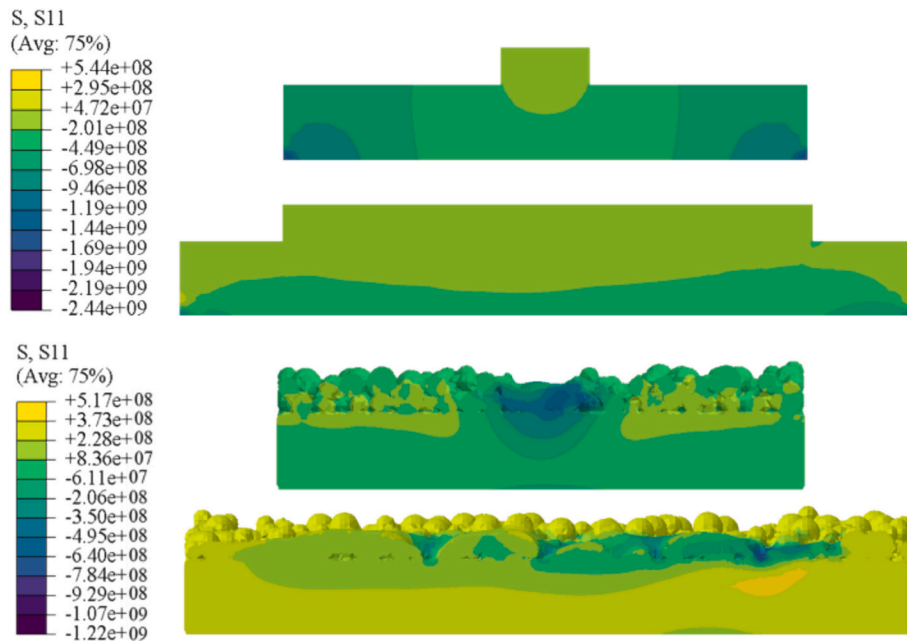 S, S11
(Avg: 75%)
+5.44e+08
+2.95e+08
+4.72e+07
-2.01e+08
-4.49e+08
-6.98e+08
-9.46e+08
-1.19e+09
-1.44e+09
-1.69e+09
-1.94e+09
-2.19e+09
-2.44e+09
S, S11
(Avg: 75%)
+5.17e+08
+3.73e+08
+2.28e+08
+8.36e+07
-6.11e+07
-2.06e+08
-3.50e+08
-4.95e+08
-6.40e+08
-7.84e+08
-9.29e+08
-1.07e+09
-1.22e+09